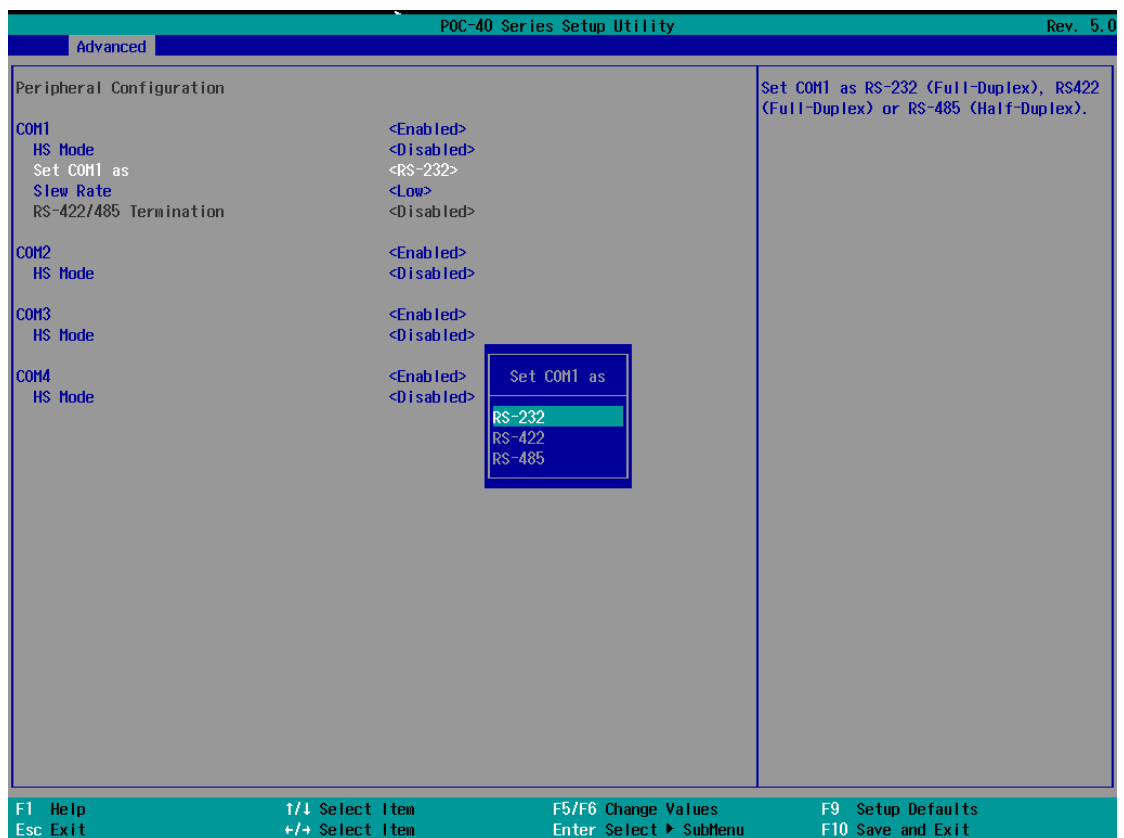 POC-40 Series Setup Utility Rev. 5.0
Advanced
Peripheral Configuration
COM1 <Enabled>
HS Mode <Disabled>
Set COM1 as <RS-232>
Slew Rate <Low>
RS-422/485 Termination <Disabled>
COM2 <Enabled>
HS Mode <Disabled>
COM3 <Enabled>
HS Mode <Disabled>
COM4 <Enabled>
HS Mode <Disabled>
Set COM1 as
RS-232
RS-422
RS-485
Set COM1 as RS-232 (Full-Duplex), RS422
(Full-Duplex) or RS-485 (Half-Duplex).
F1 Help ↑/↓ Select Item F5/F6 Change Values F9 Setup Defaults
Esc Exit ←/→ Select Item Enter Select ▶ SubMenu F10 Save and Exit